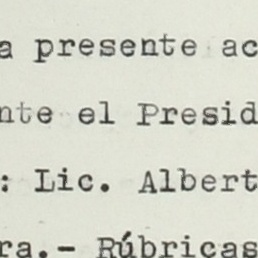 a presente ac
nte el Presid
: Lic. Albert
ra.- Rúbricas